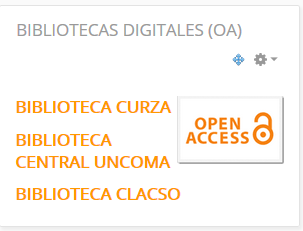 BIBLIOTECAS DIGITALES (OA)
BIBLIOTECA CURZA
BIBLIOTECA
CENTRAL UNCOMA
BIBLIOTECA CLACSO
OPEN
ACCESS